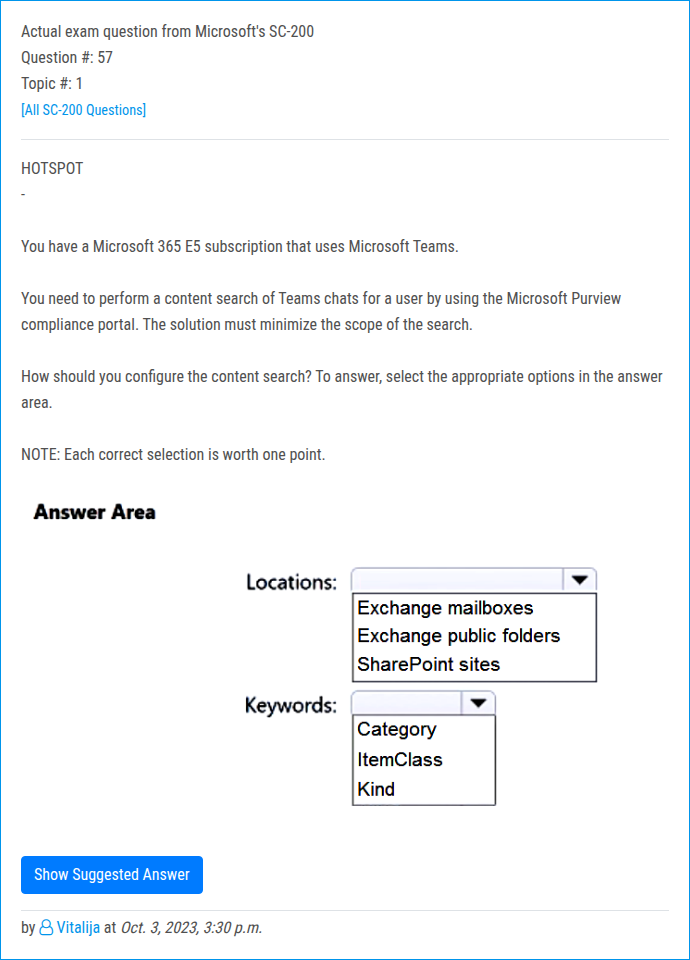 Actual exam question from Microsoft's SC-200
Question #: 57
Topic #: 1
[All SC-200 Questions]
HOTSPOT
-
You have a Microsoft 365 E5 subscription that uses Microsoft Teams.
You need to perform a content search of Teams chats for a user by using the Microsoft Purview
compliance portal. The solution must minimize the scope of the search.
How should you configure the content search? To answer, select the appropriate options in the answer
area.
NOTE: Each correct selection is worth one point.
Answer Area
Locations:
Exchange mailboxes
Exchange public folders
SharePoint sites
Keywords:
Category
ItemClass
Kind
Show Suggested Answer
by Vitalija at Oct. 3, 2023, 3:30 p.m.